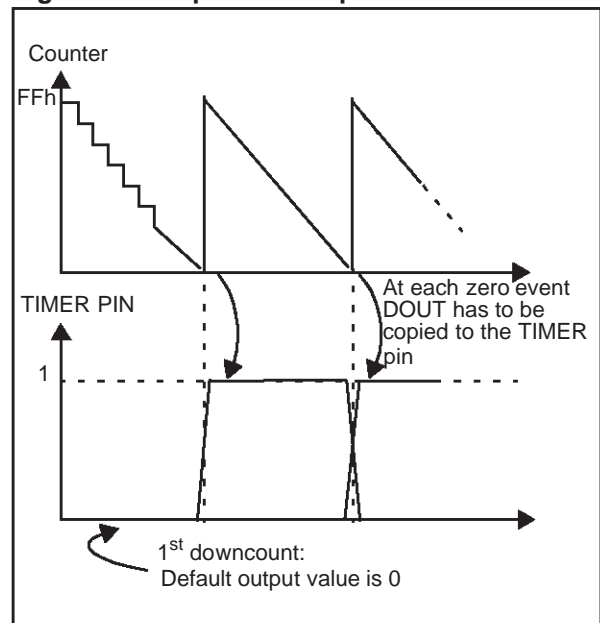 Counter
FFh
At each zero event
DOUT has to be
copied to the TIMER
pin
TIMER PIN
1
1st downcount:
Default output value is 0